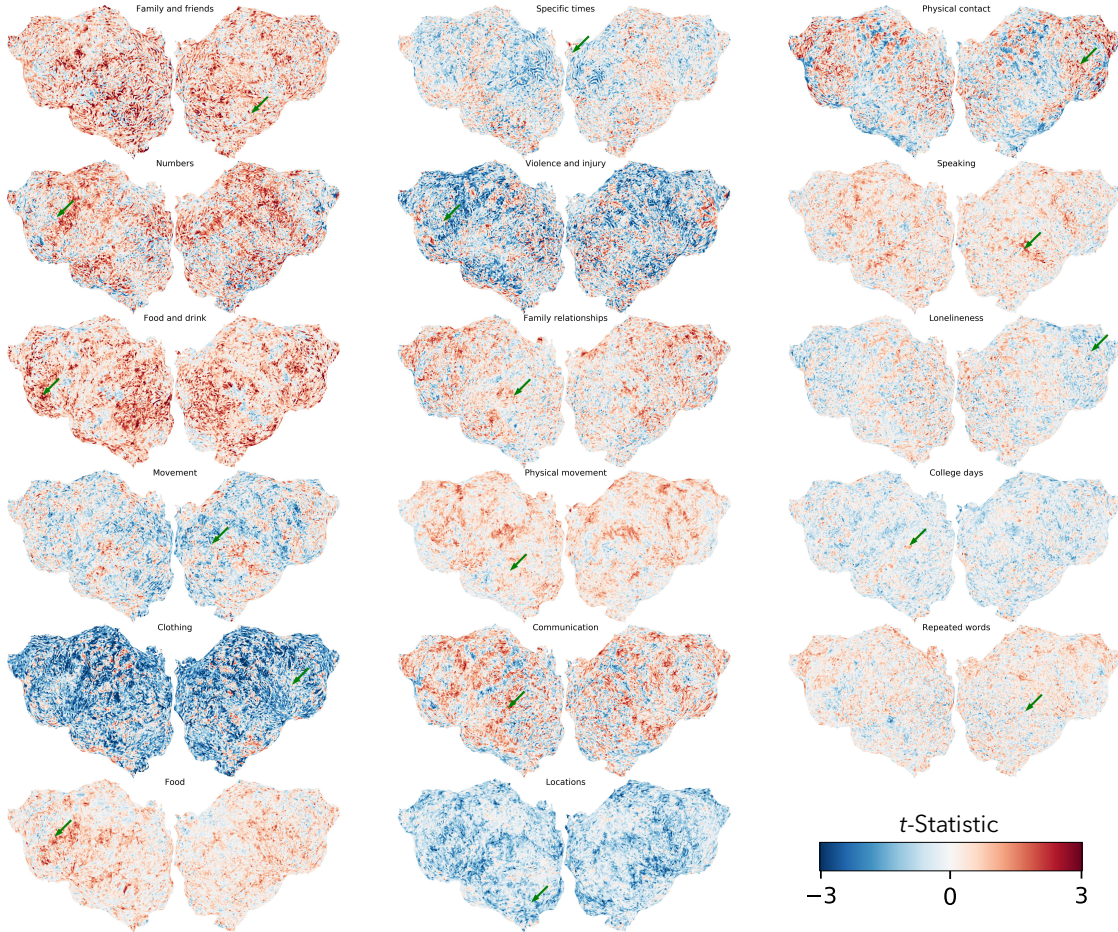 Family and friends
Specific times
Physical contact
Numbers
Violence and injury
Speaking
Food and drink
Family relationships
Lonelineness
Movement
Physical movement
College days
Clothing
Communication
Repeated words
Food
Locations
t-Statistic
−3 0 3